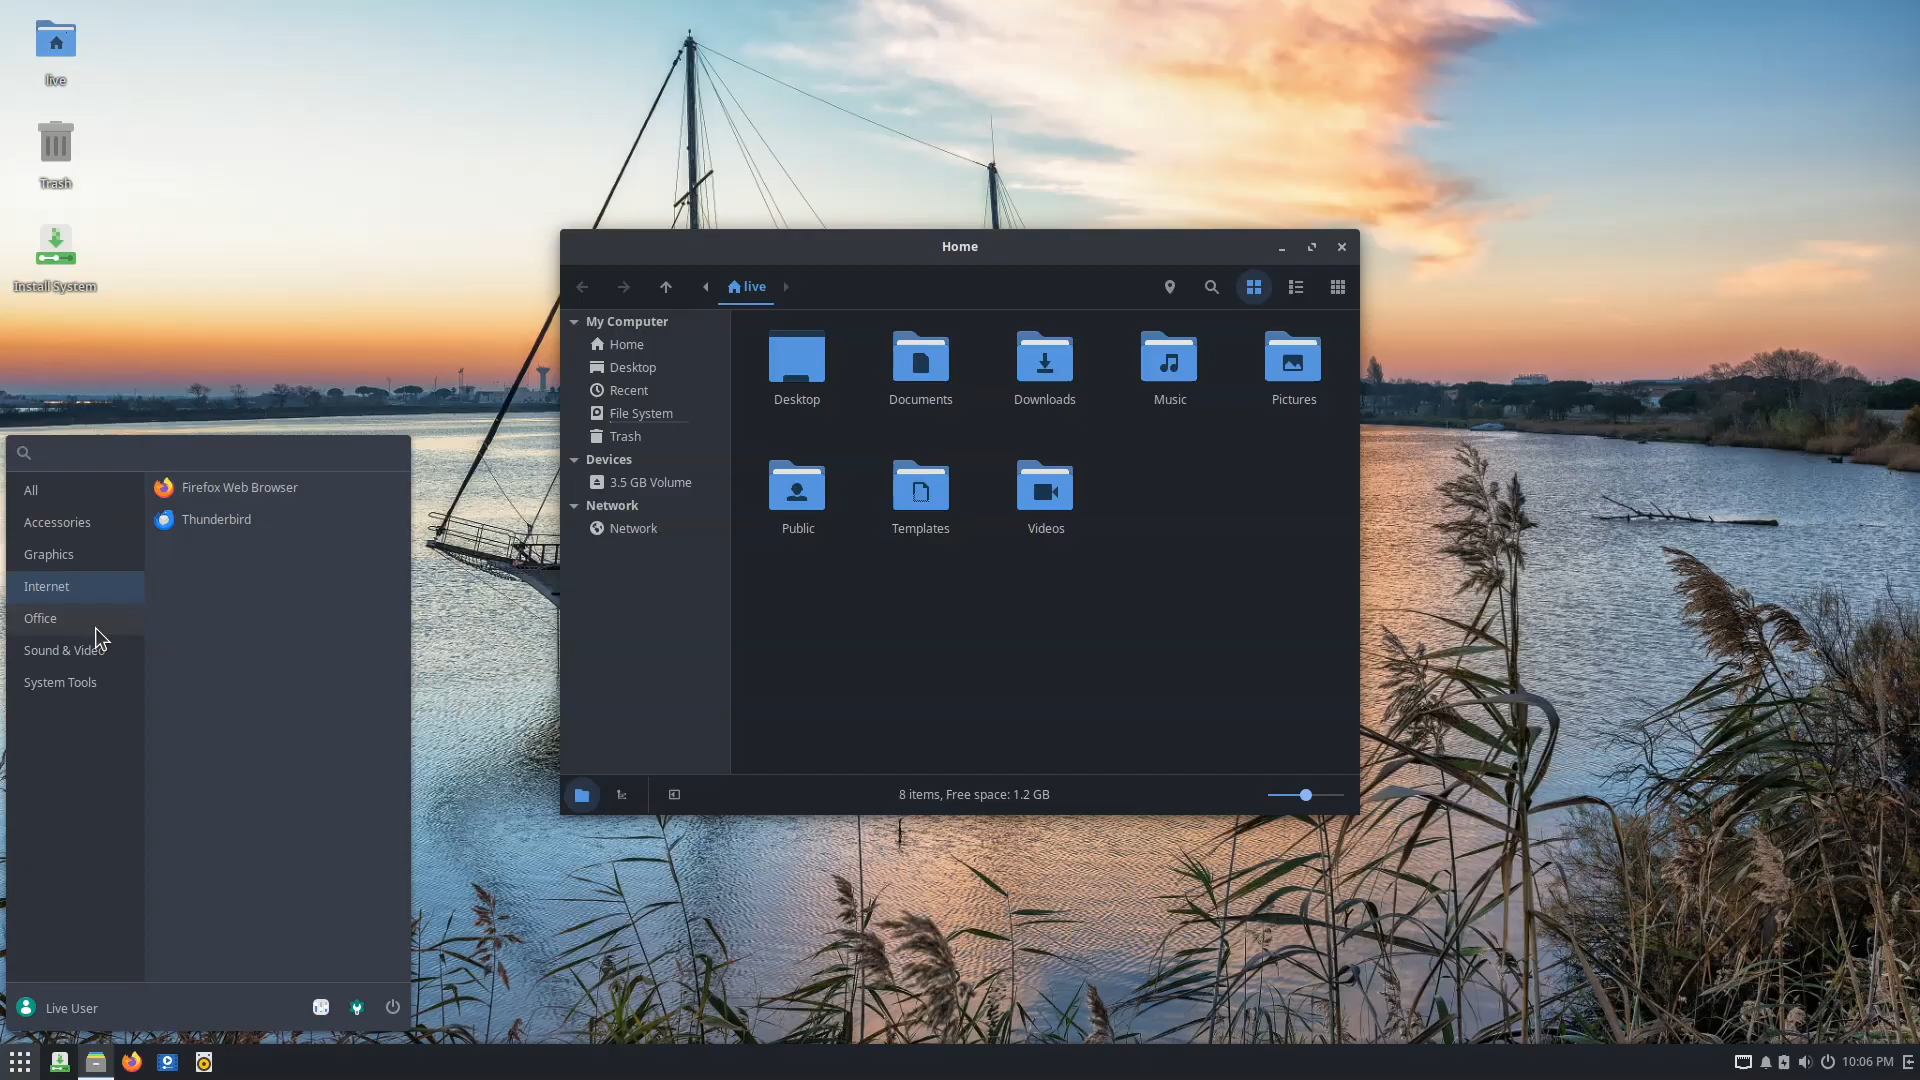 live
Trash
Install System
Home
live
My Computer
Home
Desktop
Recent
File System
Trash
Devices
3.5 GB Volume
Network
Network
Desktop
Documents
Downloads
Music
Pictures
Public
Templates
Videos
8 items, Free space: 1.2 GB
All
Accessories
Graphics
Internet
Office
Sound & Video
System Tools
Firefox Web Browser
Thunderbird
Live User
10:06 PM